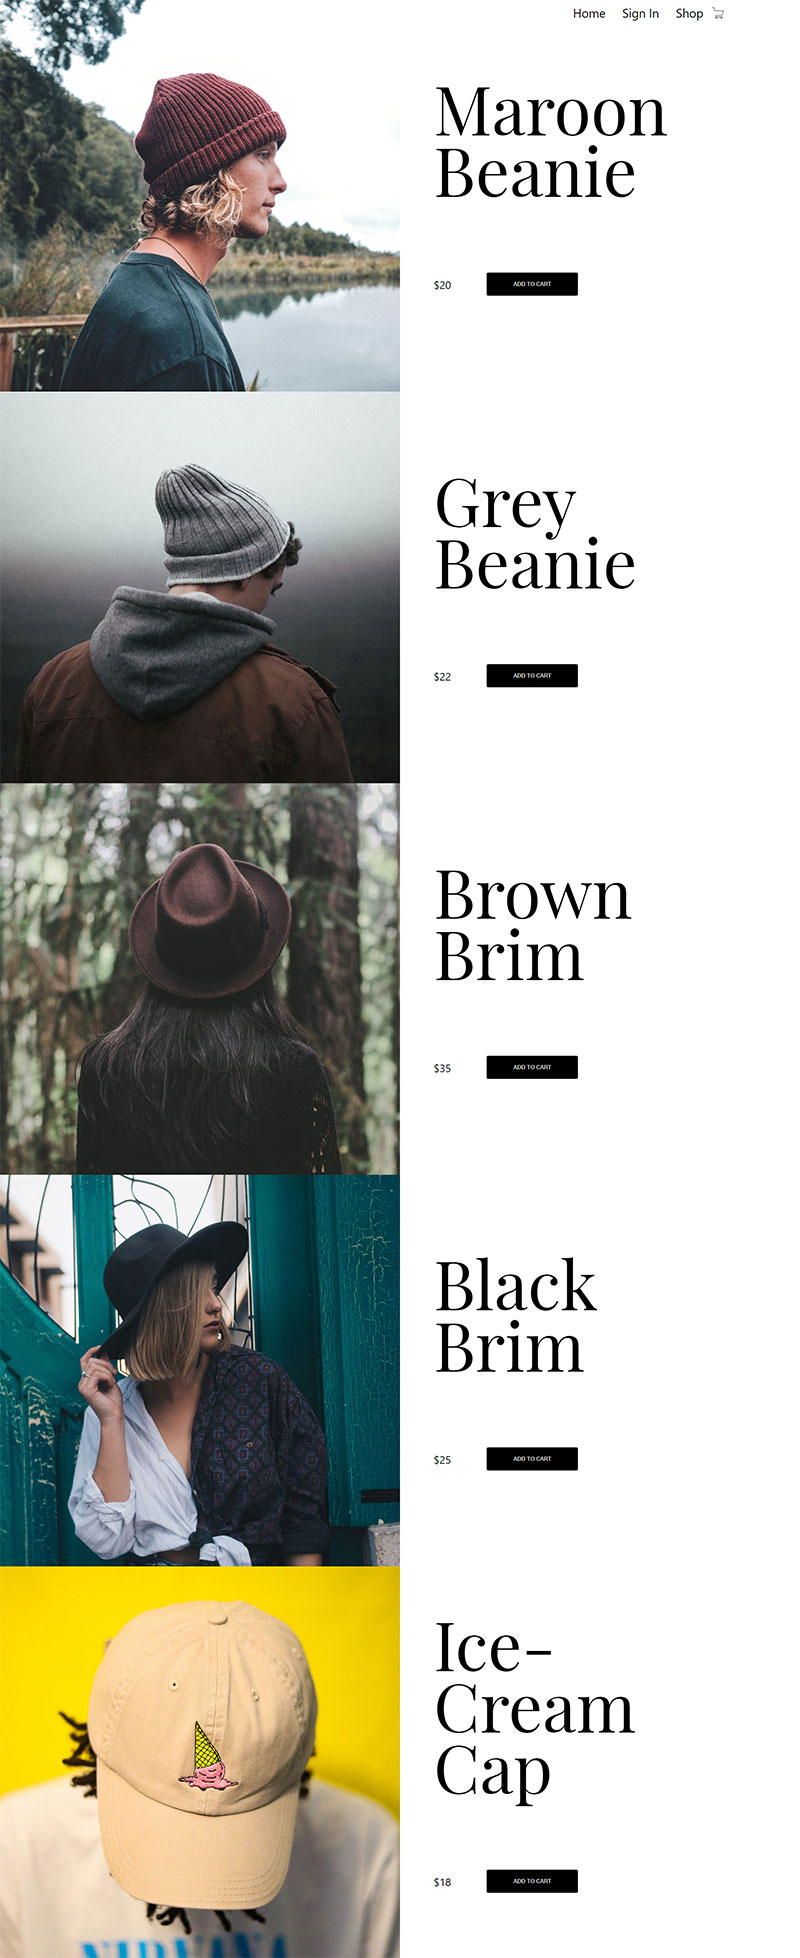 Home Sign In Shop
Maroon
Beanie
$20 ADD TO CART
Grey
Beanie
$22 ADD TO CART
Brown
Brim
$35 ADD TO CART
Black
Brim
$25 ADD TO CART
Ice-
Cream
Cap
$18 ADD TO CART
NIRVANA